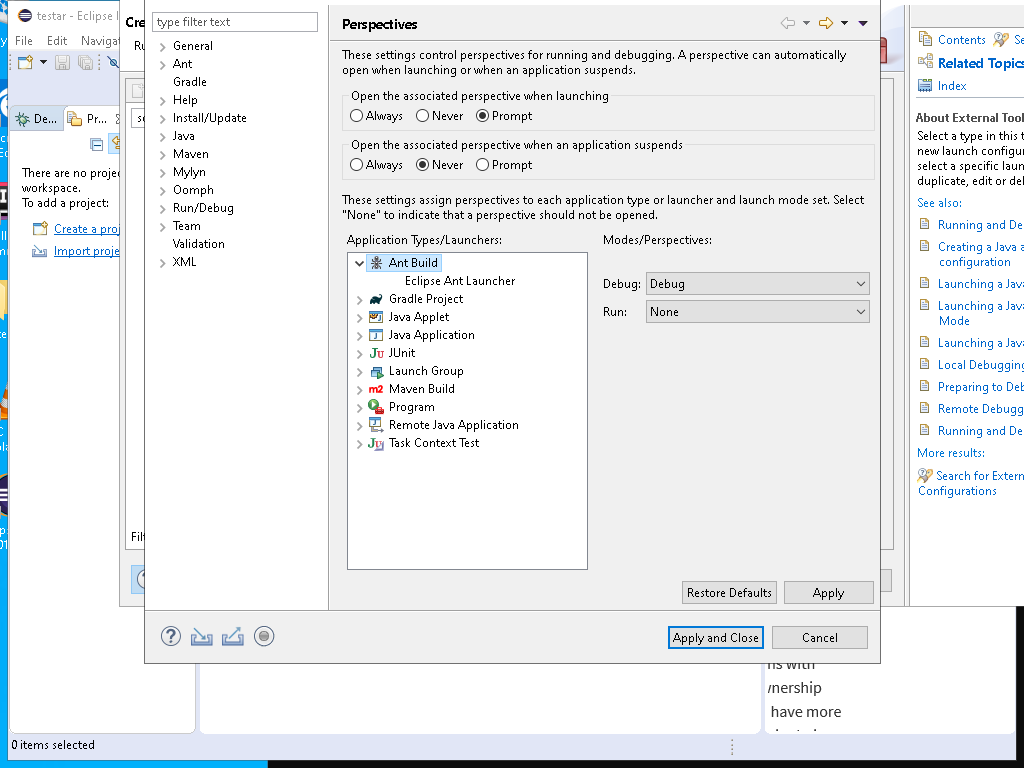 testar - Eclipse I
File Edit Navigat
De...
Pr...
There are no proje
workspace.
To add a project:
Create a proj
Import proje
0 items selected
Cre
type filter text
General
Ant
Gradle
Help
Install/Update
Java
Maven
Mylyn
Oomph
Run/Debug
Team
Validation
XML
Perspectives
These settings control perspectives for running and debugging. A perspective can automatically
open when launching or when an application suspends.
Open the associated perspective when launching
Always Never Prompt
Open the associated perspective when an application suspends
Always Never Prompt
These settings assign perspectives to each application type or launcher and launch mode set. Select
"None" to indicate that a perspective should not be opened.
Application Types/Launchers:
Modes/Perspectives:
Ant Build
Eclipse Ant Launcher
Gradle Project
Java Applet
Java Application
JUnit
Launch Group
Maven Build
Program
Remote Java Application
Task Context Test
Debug: Debug
Run: None
Restore Defaults Apply
Apply and Close Cancel
Contents Se
Related Topics
Index
About External Tool
Select a type in this t
new launch configur
select a specific laun
duplicate, edit or del
See also:
Running and De
Creating a Java a
configuration
Launching a Java
Launching a Java
Mode
Launching a Java
Local Debugging
Preparing to Deb
Remote Debugg
Running and De
More results:
Search for Extern
Configurations
ns with
nership
have more